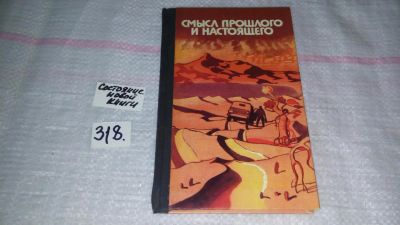 СМЫСЛ ПРОШЛОГО
И НАСТОЯЩЕГО
Состояние
новой
книги
318.